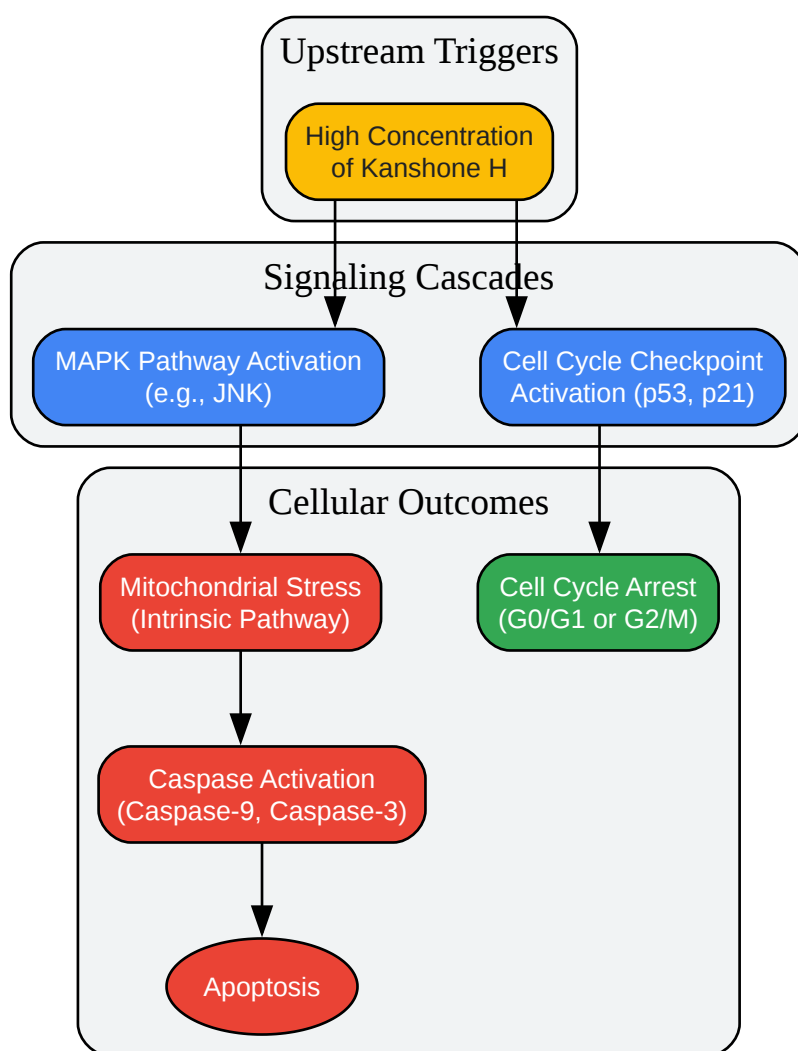 Upstream Triggers
High Concentration
of Kanshone H
Signaling Cascades
MAPK Pathway Activation
(e.g., JNK)
Cell Cycle Checkpoint
Activation (p53, p21)
Cellular Outcomes
Mitochondrial Stress
(Intrinsic Pathway)
Cell Cycle Arrest
(G0/G1 or G2/M)
Caspase Activation
(Caspase-9, Caspase-3)
Apoptosis